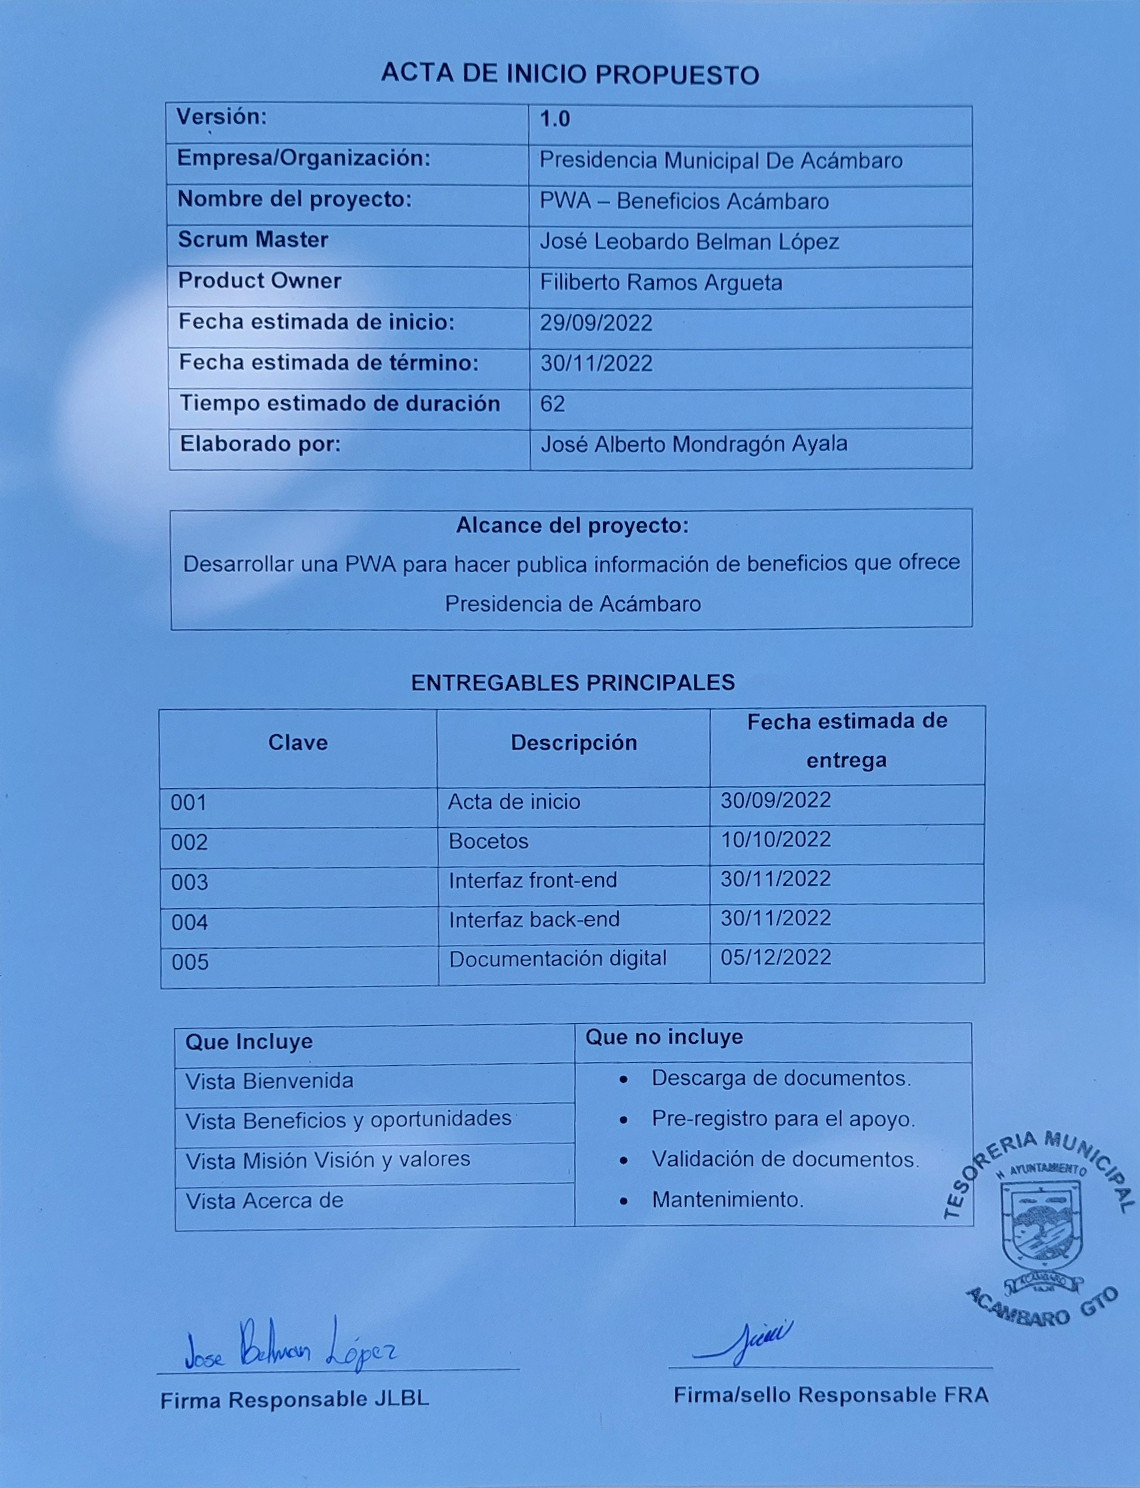 ACTA DE INICIO PROPUESTO
Versión: 1.0
Empresa/Organización: Presidencia Municipal De Acámbaro
Nombre del proyecto: PWA – Beneficios Acámbaro
Scrum Master José Leobardo Belman López
Product Owner Filiberto Ramos Argueta
Fecha estimada de inicio: 29/09/2022
Fecha estimada de término: 30/11/2022
Tiempo estimado de duración 62
Elaborado por: José Alberto Mondragón Ayala
Alcance del proyecto:
Desarrollar una PWA para hacer publica información de beneficios que ofrece
Presidencia de Acámbaro
ENTREGABLES PRINCIPALES
Clave Descripción Fecha estimada de
entrega
001 Acta de inicio 30/09/2022
002 Bocetos 10/10/2022
003 Interfaz front-end 30/11/2022
004 Interfaz back-end 30/11/2022
005 Documentación digital 05/12/2022
Que Incluye Que no incluye
Vista Bienvenida • Descarga de documentos.
Vista Beneficios y oportunidades • Pre-registro para el apoyo.
Vista Misión Visión y valores • Validación de documentos.
Vista Acerca de • Mantenimiento.
TESORERIA MUNICIPAL
H AYUNTAMIENTO
ACAMBARO
ACAMBARO GTO
Jose Belman López
Firma Responsable JLBL Firma/sello Responsable FRA